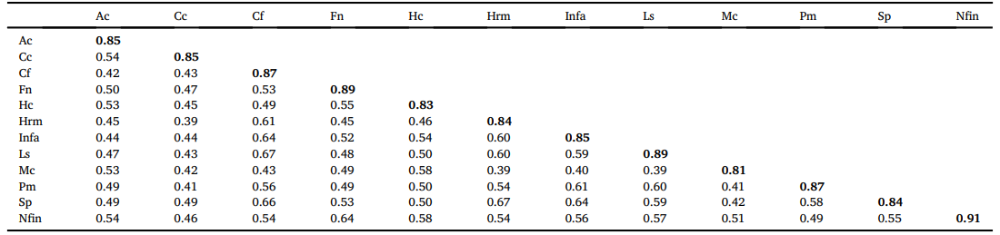 Ac Cc Cf Fn Hc Hrm Infa Ls Mc Pm Sp Nfin
Ac 0.85
Cc 0.54 0.85
Cf 0.42 0.43 0.87
Fn 0.50 0.47 0.53 0.89
Hc 0.53 0.45 0.49 0.55 0.83
Hrm 0.45 0.39 0.61 0.45 0.46 0.84
Infa 0.44 0.44 0.64 0.52 0.54 0.60 0.85
Ls 0.47 0.43 0.67 0.48 0.50 0.60 0.59 0.89
Mc 0.53 0.42 0.43 0.49 0.58 0.39 0.40 0.39 0.81
Pm 0.49 0.41 0.56 0.49 0.50 0.54 0.61 0.60 0.41 0.87
Sp 0.49 0.49 0.66 0.53 0.50 0.67 0.64 0.59 0.42 0.58 0.84
Nfin 0.54 0.46 0.54 0.64 0.58 0.54 0.56 0.57 0.51 0.49 0.55 0.91